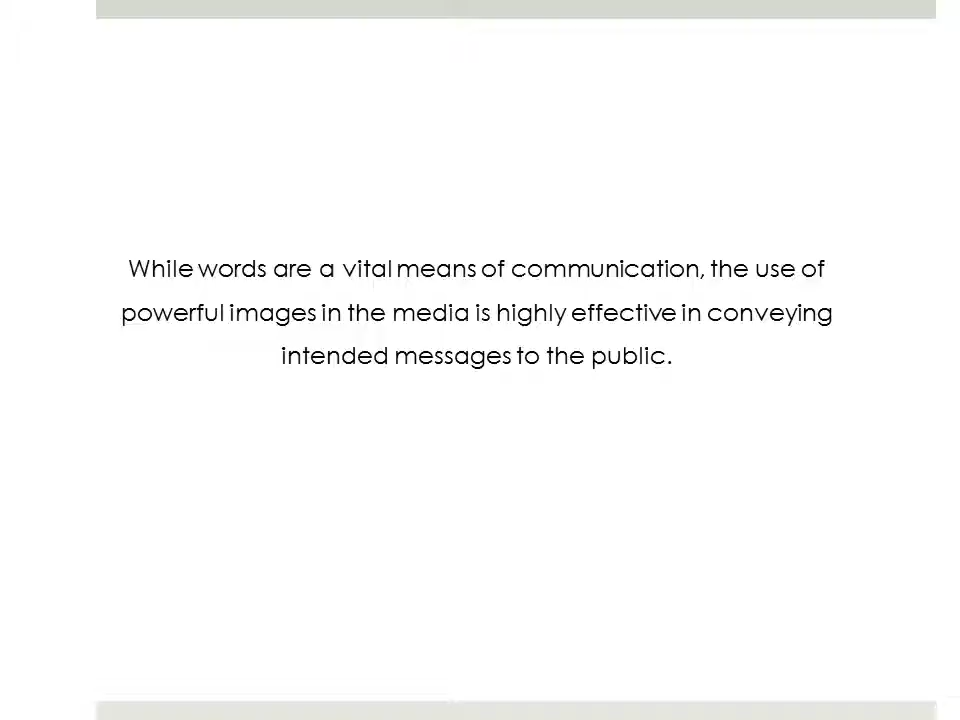 While words are a vital means of communication, the use of
powerful images in the media is highly effective in conveying
intended messages to the public.